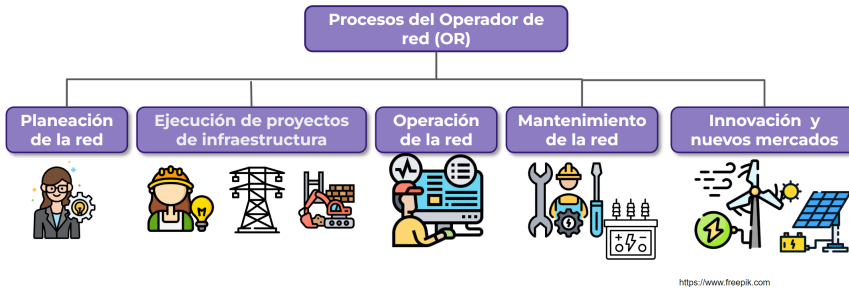 Procesos del Operador de
red (OR)
Planeación
de la red
Ejecución de proyectos
de infraestructura
Operación
de la red
Mantenimiento
de la red
Innovación y
nuevos mercados
https://www.freepik.com